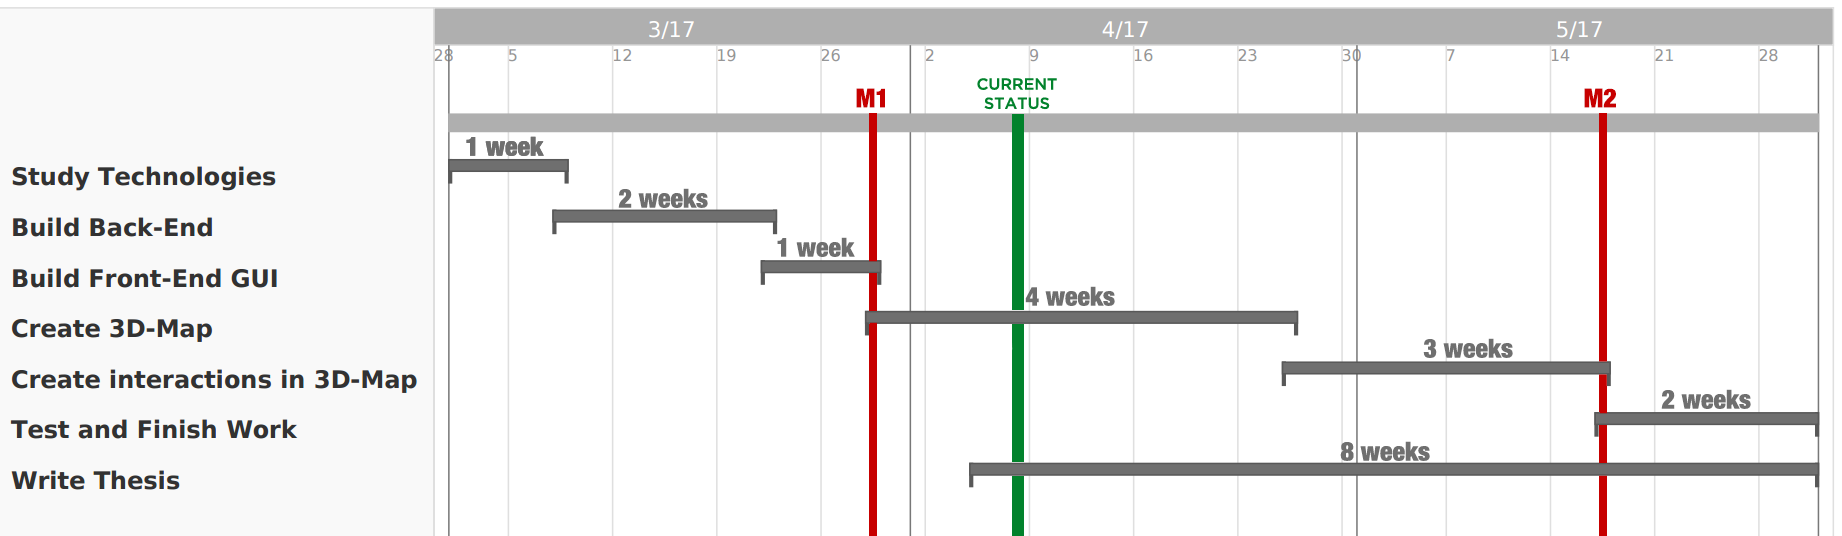 3/17 4/17 5/17
28 5 12 19 26 2 9 16 23 30 7 14 21 28
CURRENT
STATUS
M1 M2
1 week
Study Technologies
2 weeks
Build Back-End
1 week
Build Front-End GUI
4 weeks
Create 3D-Map
3 weeks
Create interactions in 3D-Map
2 weeks
Test and Finish Work
8 weeks
Write Thesis